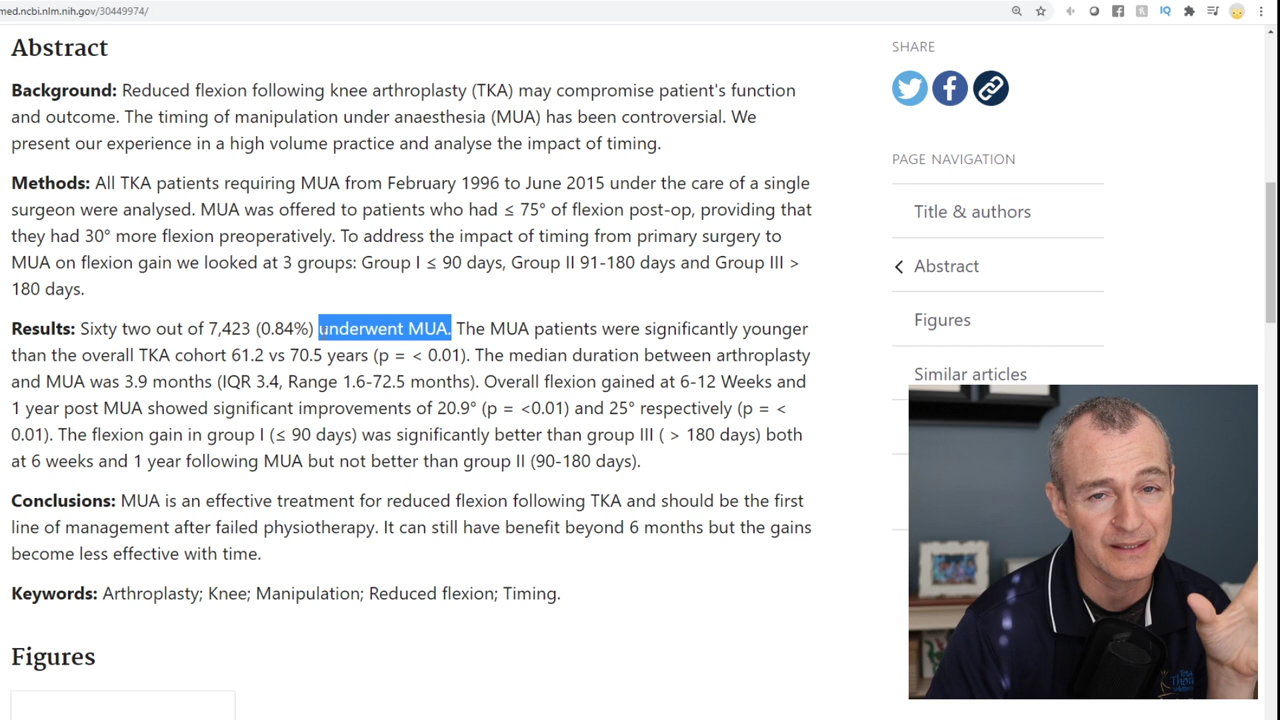 med.ncbi.nlm.nih.gov/30449974/
Abstract
Background: Reduced flexion following knee arthroplasty (TKA) may compromise patient's function
and outcome. The timing of manipulation under anaesthesia (MUA) has been controversial. We
present our experience in a high volume practice and analyse the impact of timing.
Methods: All TKA patients requiring MUA from February 1996 to June 2015 under the care of a single
surgeon were analysed. MUA was offered to patients who had ≤ 75° of flexion post-op, providing that
they had 30° more flexion preoperatively. To address the impact of timing from primary surgery to
MUA on flexion gain we looked at 3 groups: Group I ≤ 90 days, Group II 91-180 days and Group III >
180 days.
Results: Sixty two out of 7,423 (0.84%) underwent MUA. The MUA patients were significantly younger
than the overall TKA cohort 61.2 vs 70.5 years (p = < 0.01). The median duration between arthroplasty
and MUA was 3.9 months (IQR 3.4, Range 1.6-72.5 months). Overall flexion gained at 6-12 Weeks and
1 year post MUA showed significant improvements of 20.9° (p = <0.01) and 25° respectively (p = <
0.01). The flexion gain in group I (≤ 90 days) was significantly better than group III ( > 180 days) both
at 6 weeks and 1 year following MUA but not better than group II (90-180 days).
Conclusions: MUA is an effective treatment for reduced flexion following TKA and should be the first
line of management after failed physiotherapy. It can still have benefit beyond 6 months but the gains
become less effective with time.
Keywords: Arthroplasty; Knee; Manipulation; Reduced flexion; Timing.
Figures
SHARE
PAGE NAVIGATION
Title & authors
Abstract
Figures
Similar articles
IQ